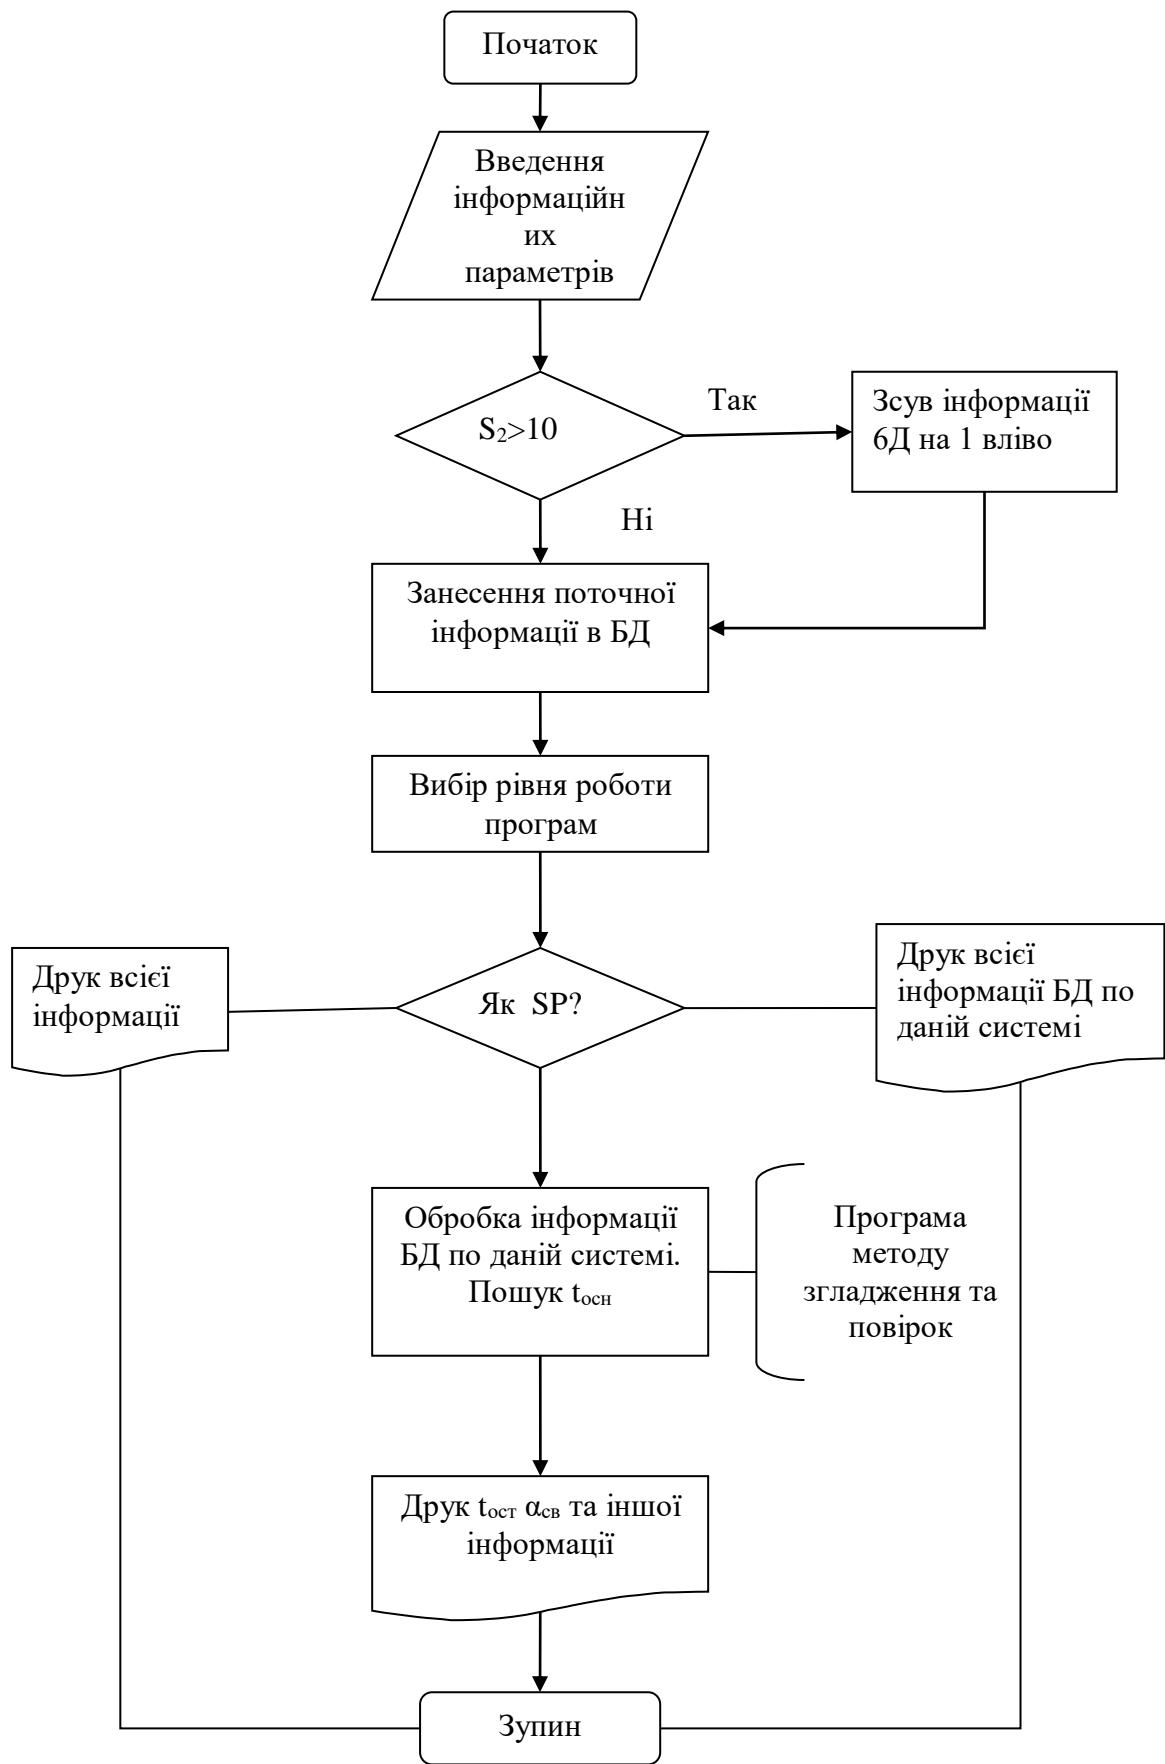 Початок
Введення
інформаційн
их
параметрів
S₂>10
Так
Зсув інформації
6Д на 1 вліво
Ні
Занесення поточної
інформації в БД
Вибір рівня роботи
програм
Друк всієї
інформації
Як SP?
Друк всієї
інформації БД по
даній системі
Обробка інформації
БД по даній системі.
Пошук tосн
Програма
методу
згладження та
повірок
Друк tост αсв та іншої
інформації
Зупин